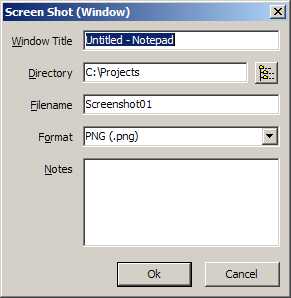 Screen Shot (Window)
Window Title Untitled - Notepad
Directory C:\Projects
Filename Screenshot01
Format PNG (.png)
Notes
Ok Cancel